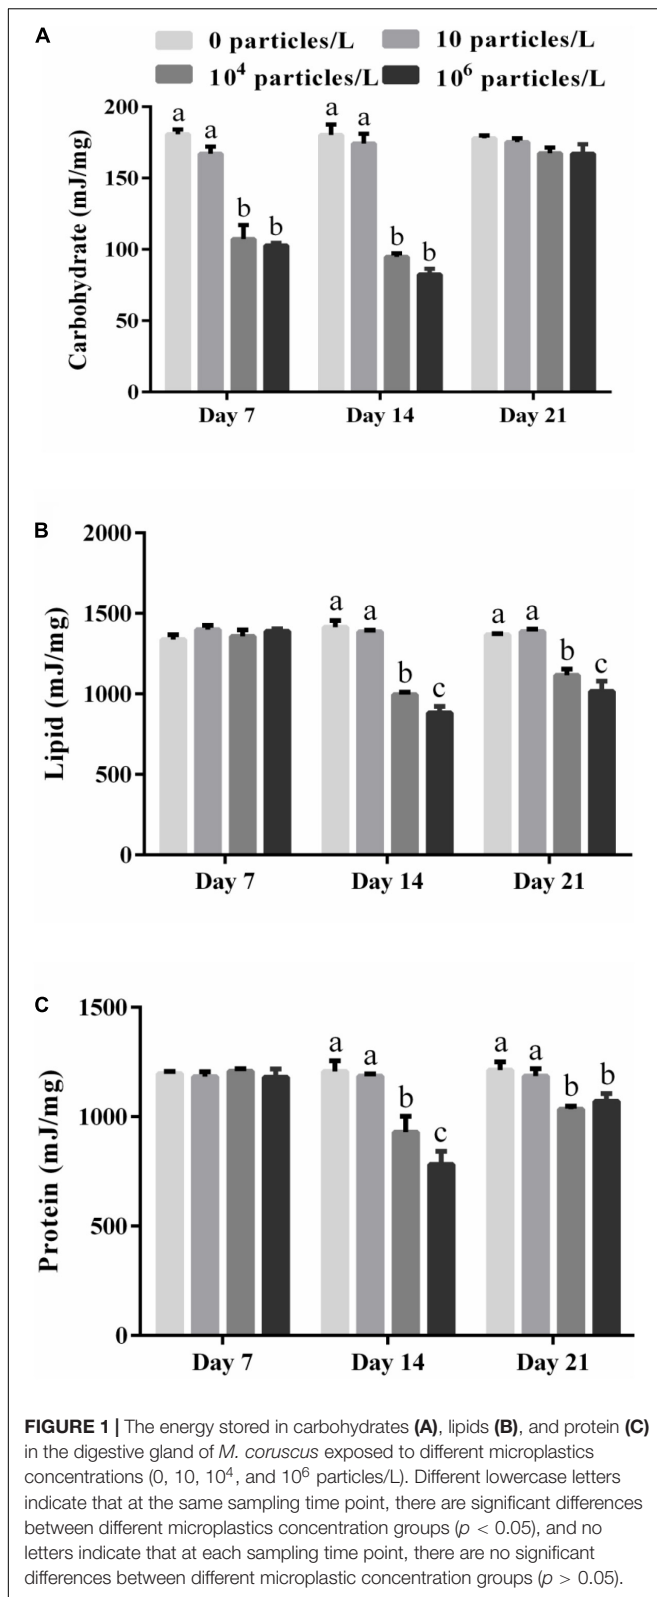 A
0 particles/L 10 particles/L
10⁴ particles/L 10⁶ particles/L
Carbohydrate (mJ/mg)
200
150
100
50
0
a a b b a a b b
Day 7 Day 14 Day 21
B
Lipid (mJ/mg)
2000
1500
1000
500
0
a a b c a a b c
Day 7 Day 14 Day 21
C
Protein (mJ/mg)
1500
1000
500
0
a a b c a a b b
Day 7 Day 14 Day 21
FIGURE 1 | The energy stored in carbohydrates (A), lipids (B), and protein (C)
in the digestive gland of M. coruscus exposed to different microplastics
concentrations (0, 10, 10⁴, and 10⁶ particles/L). Different lowercase letters
indicate that at the same sampling time point, there are significant differences
between different microplastics concentration groups (p < 0.05), and no
letters indicate that at each sampling time point, there are no significant
differences between different microplastic concentration groups (p > 0.05).